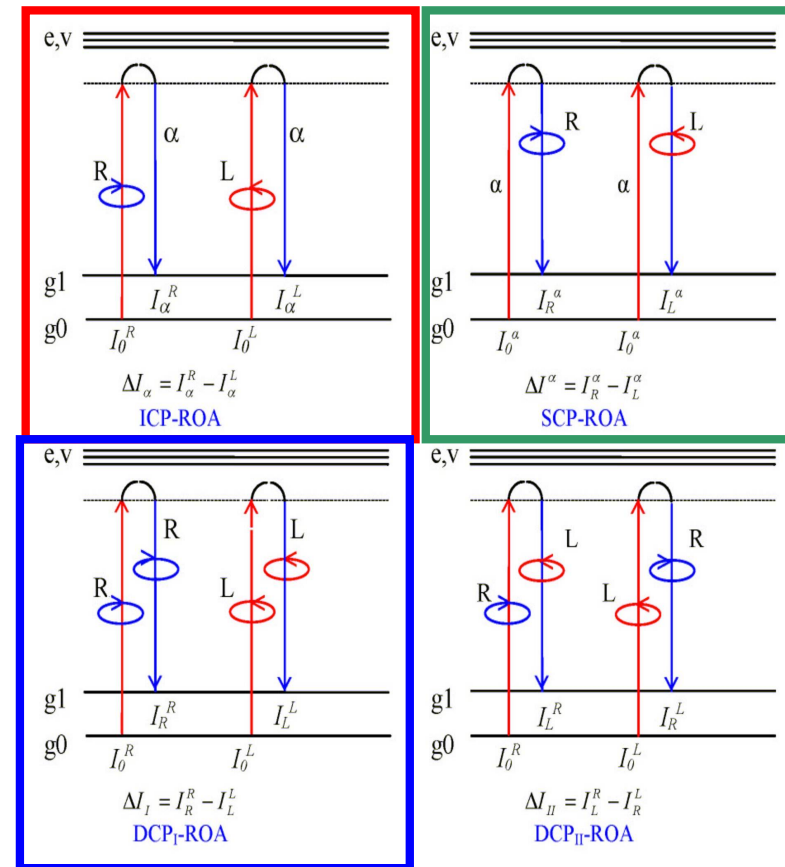 e,v
α α
R L
g1
I_α^R I_α^L
g0
I_0^R I_0^L
ΔI_α = I_α^R − I_α^L
ICP-ROA
e,v
R L
α α
g1
I_R^α I_L^α
g0
I_0^α I_0^α
ΔI^α = I_R^α − I_L^α
SCP-ROA
e,v
R L
R L
g1
I_R^R I_L^L
g0
I_0^R I_0^L
ΔI_I = I_R^R − I_L^L
DCP_I-ROA
e,v
L R
R L
g1
I_L^R I_R^L
g0
I_0^R I_0^L
ΔI_II = I_L^R − I_R^L
DCP_II-ROA